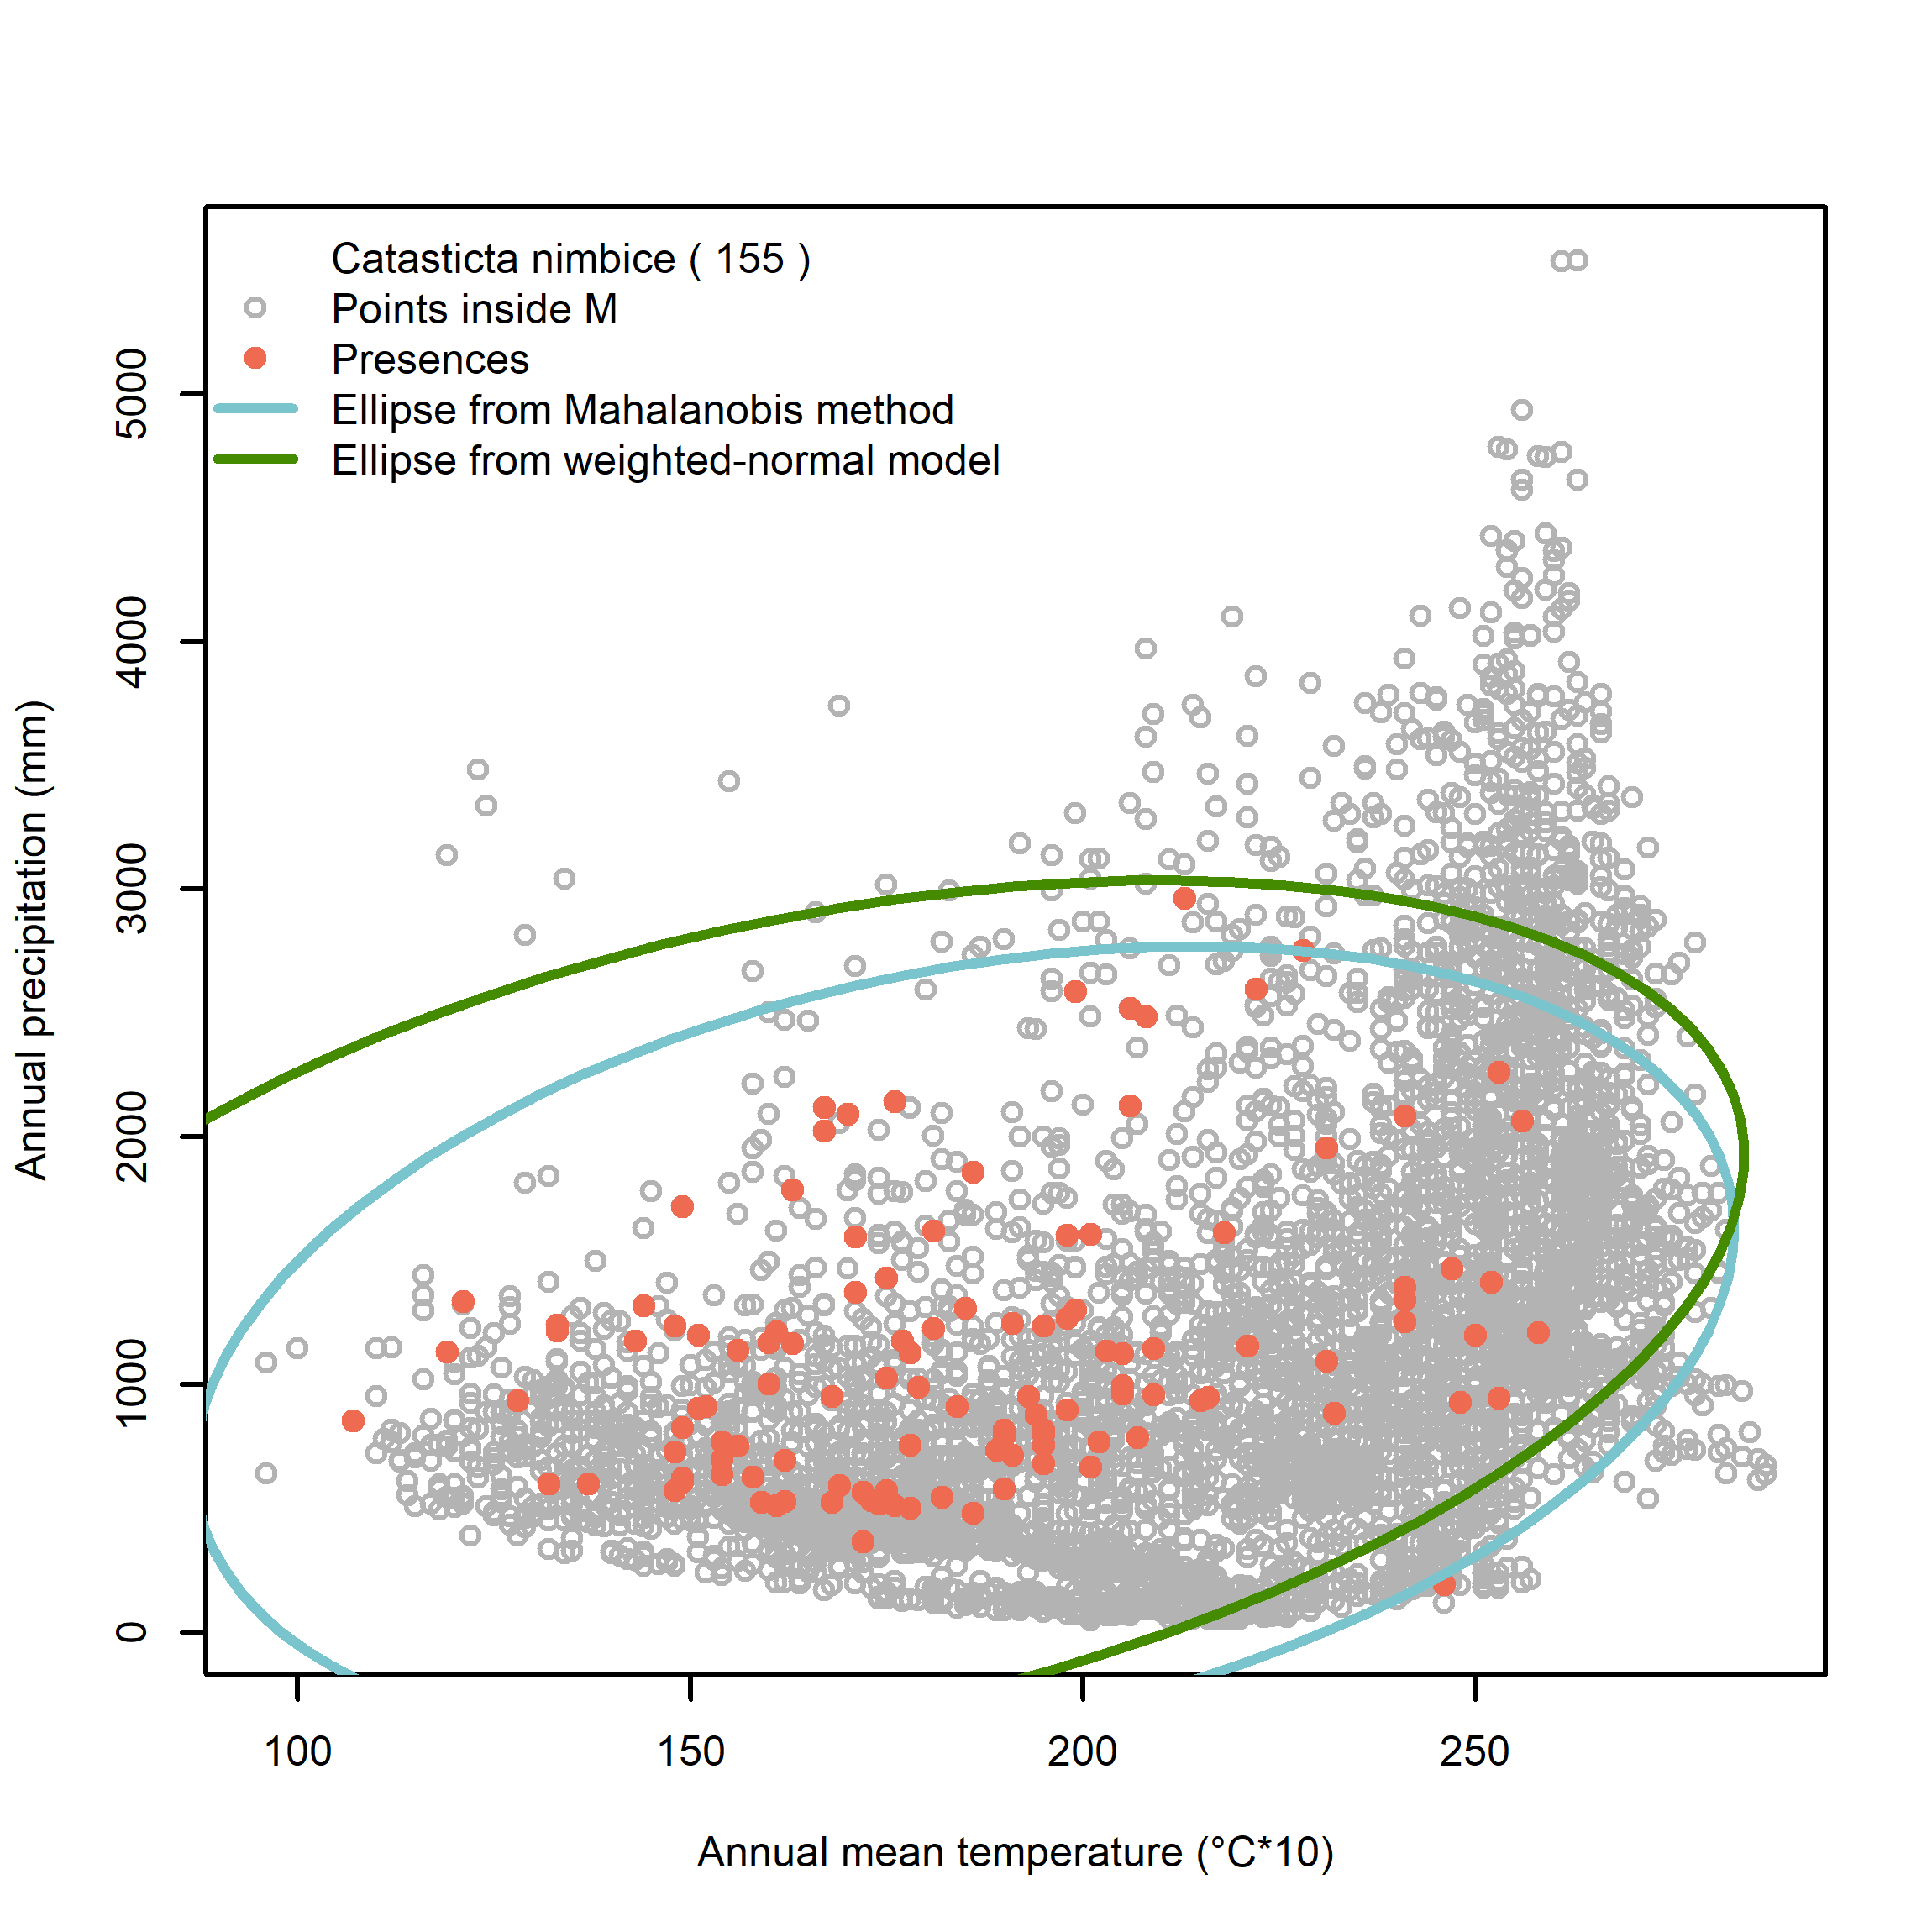 Catasticta nimbice ( 155 )
Points inside M
Presences
Ellipse from Mahalanobis method
Ellipse from weighted-normal model
Annual precipitation (mm)
5000
4000
3000
2000
1000
0
100 150 200 250
Annual mean temperature (°C*10)